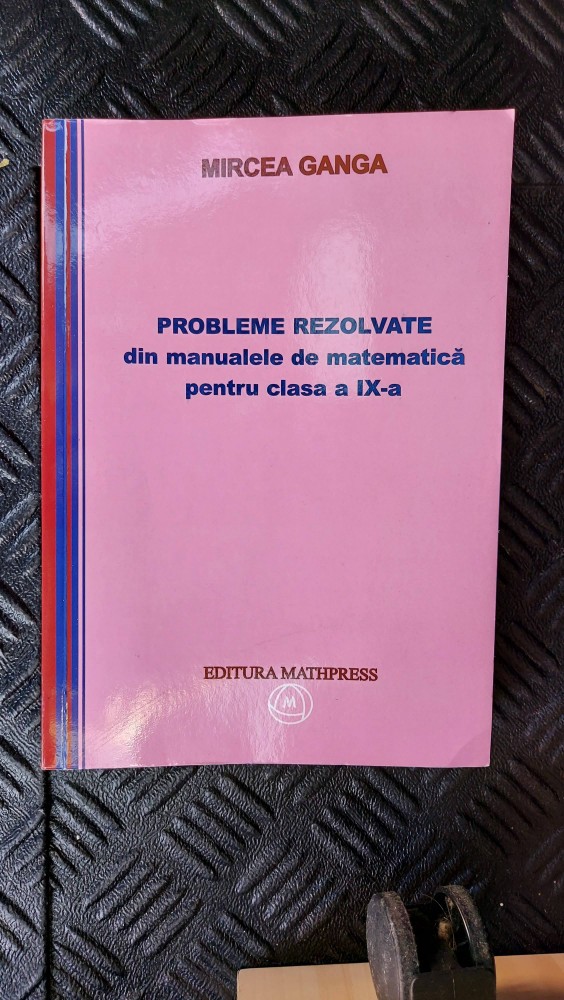 MIRCEA GANGA
PROBLEME REZOLVATE
din manualele de matematică
pentru clasa a IX-a
EDITURA MATHPRESS
M